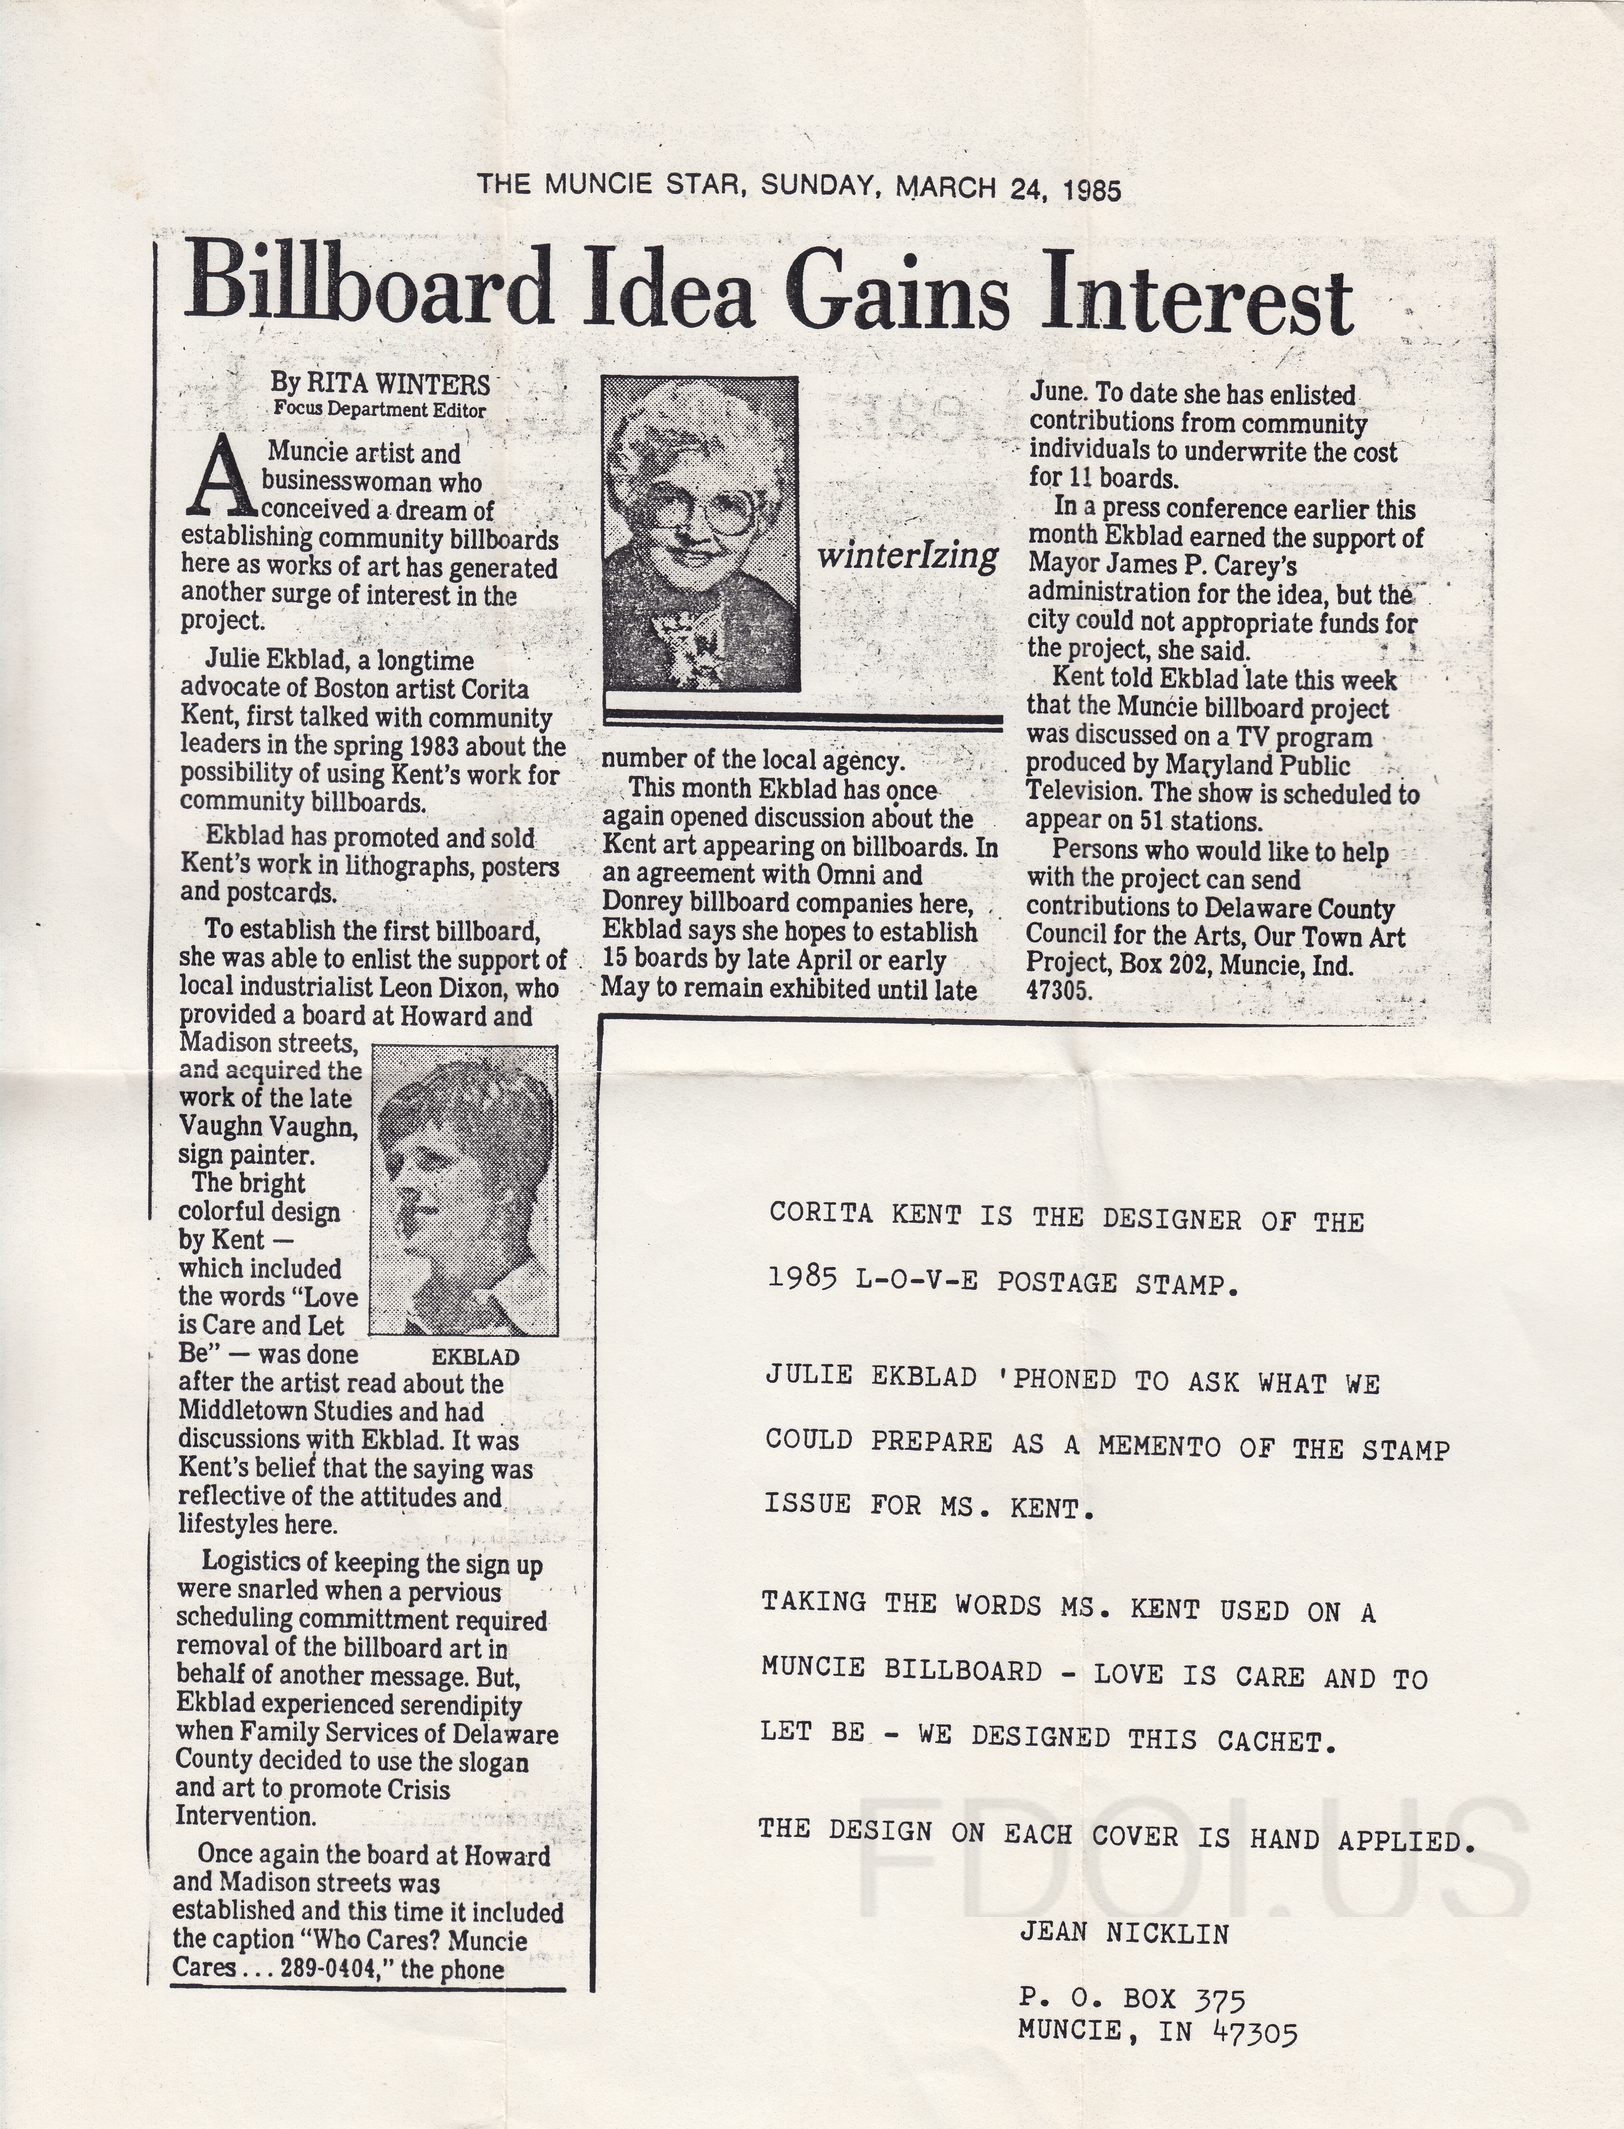 THE MUNCIE STAR, SUNDAY, MARCH 24, 1985
Billboard Idea Gains Interest
By RITA WINTERS
Focus Department Editor
A Muncie artist and
businesswoman who
conceived a dream of
establishing community billboards
here as works of art has generated
another surge of interest in the
project.
Julie Ekblad, a longtime
advocate of Boston artist Corita
Kent, first talked with community
leaders in the spring 1983 about the
possibility of using Kent's work for
community billboards.
Ekblad has promoted and sold
Kent's work in lithographs, posters
and postcards.
To establish the first billboard,
she was able to enlist the support of
local industrialist Leon Dixon, who
provided a board at Howard and
Madison streets,
and acquired the
work of the late
Vaughn Vaughn,
sign painter.
The bright
colorful design
by Kent —
which included
the words “Love
is Care and Let
Be” — was done
EKBLAD
after the artist read about the
Middletown Studies and had
discussions with Ekblad. It was
Kent's belief that the saying was
reflective of the attitudes and
lifestyles here.
Logistics of keeping the sign up
were snarled when a pervious
scheduling committment required
removal of the billboard art in
behalf of another message. But,
Ekblad experienced serendipity
when Family Services of Delaware
County decided to use the slogan
and art to promote Crisis
Intervention.
Once again the board at Howard
and Madison streets was
established and this time it included
the caption “Who Cares? Muncie
Cares . . . 289-0404,” the phone
winterIzing
number of the local agency.
This month Ekblad has once
again opened discussion about the
Kent art appearing on billboards. In
an agreement with Omni and
Donrey billboard companies here,
Ekblad says she hopes to establish
15 boards by late April or early
May to remain exhibited until late
June. To date she has enlisted
contributions from community
individuals to underwrite the cost
for 11 boards.
In a press conference earlier this
month Ekblad earned the support of
Mayor James P. Carey's
administration for the idea, but the
city could not appropriate funds for
the project, she said.
Kent told Ekblad late this week
that the Muncie billboard project
was discussed on a TV program
produced by Maryland Public
Television. The show is scheduled to
appear on 51 stations.
Persons who would like to help
with the project can send
contributions to Delaware County
Council for the Arts, Our Town Art
Project, Box 202, Muncie, Ind.
47305.
CORITA KENT IS THE DESIGNER OF THE
1985 L-O-V-E POSTAGE STAMP.
JULIE EKBLAD 'PHONED TO ASK WHAT WE
COULD PREPARE AS A MEMENTO OF THE STAMP
ISSUE FOR MS. KENT.
TAKING THE WORDS MS. KENT USED ON A
MUNCIE BILLBOARD - LOVE IS CARE AND TO
LET BE - WE DESIGNED THIS CACHET.
THE DESIGN ON EACH COVER IS HAND APPLIED.
FDOI.US
JEAN NICKLIN
P. O. BOX 375
MUNCIE, IN 47305